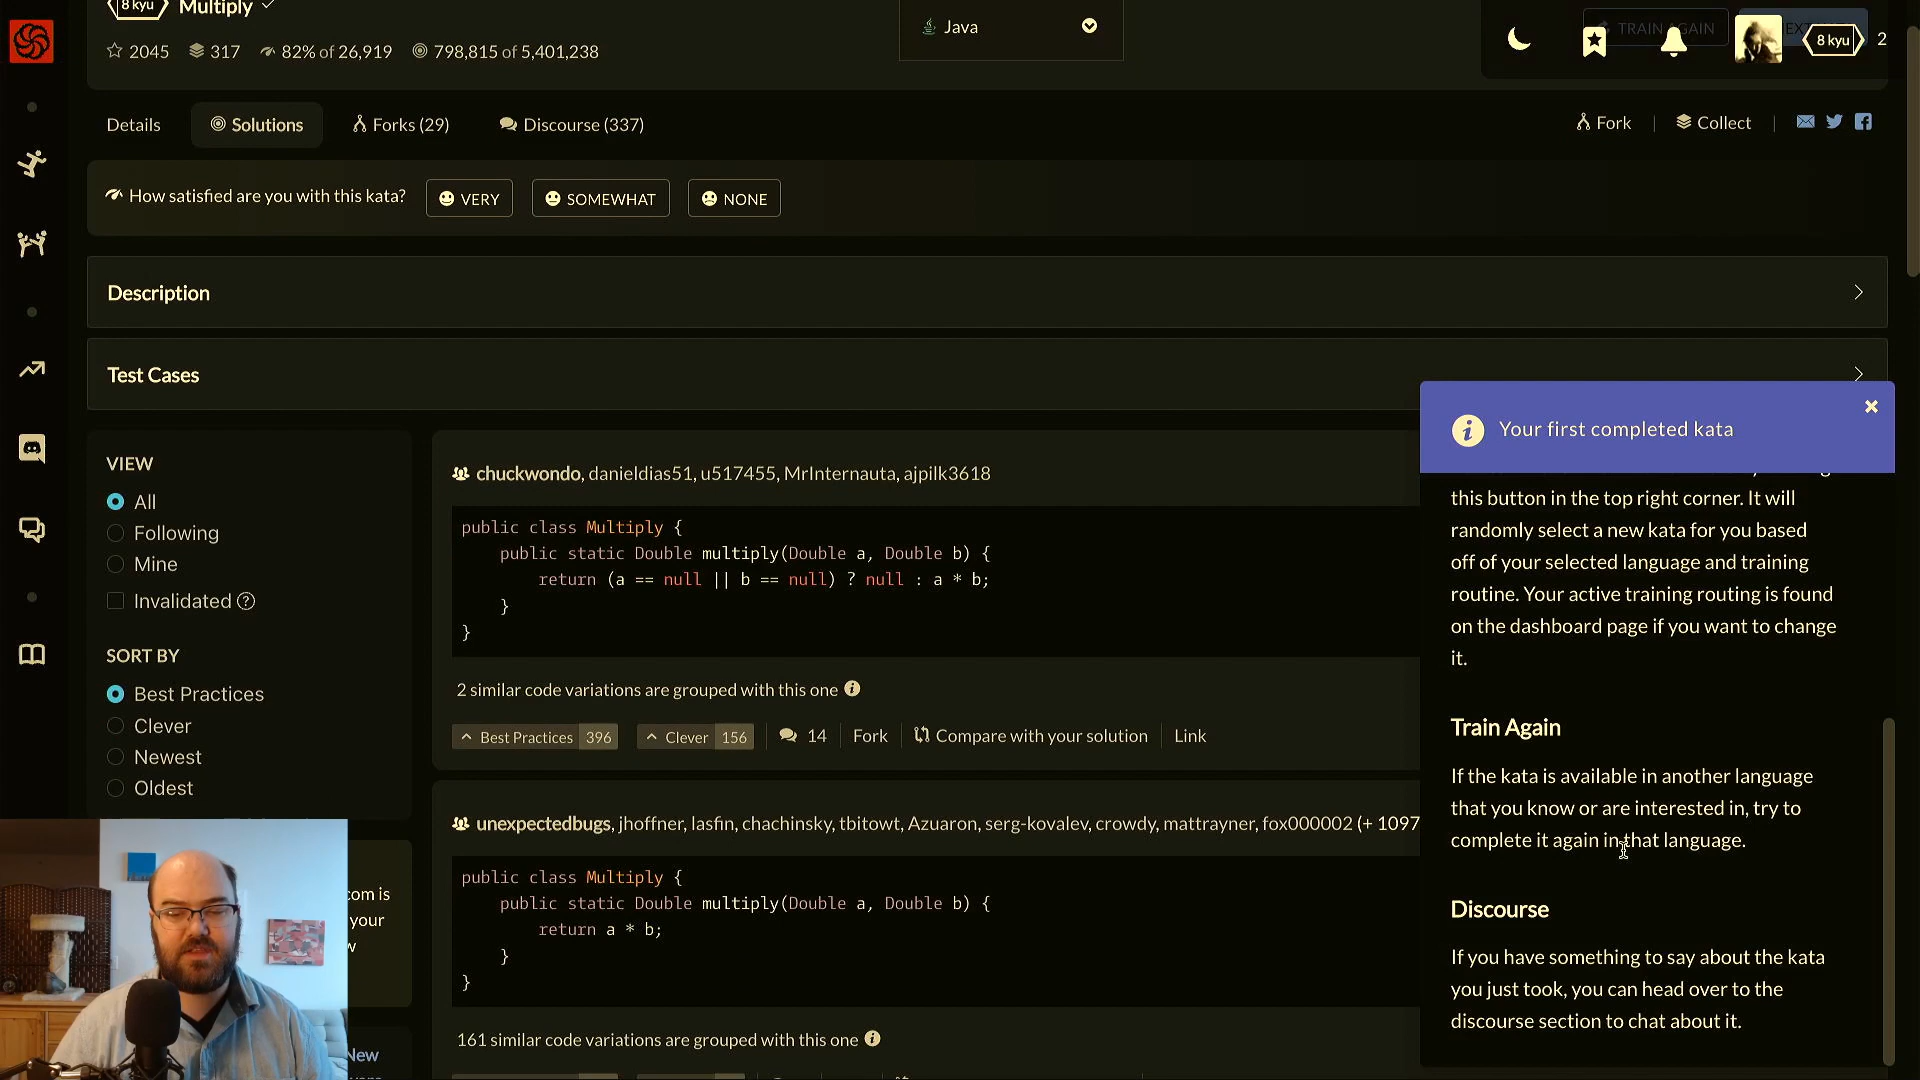 8 kyu Multiply
2045 317 82% of 26,919 798,815 of 5,401,238
Java
TRAIN AGAIN
8 kyu 2
Details Solutions Forks (29) Discourse (337)
Fork | Collect |
How satisfied are you with this kata? VERY SOMEWHAT NONE
Description
Test Cases
VIEW
All
Following
Mine
Invalidated
SORT BY
Best Practices
Clever
Newest
Oldest
com is
your
w
New
chuckwondo, danieldias51, u517455, MrInternauta, ajpilk3618
public class Multiply {
public static Double multiply(Double a, Double b) {
return (a == null || b == null) ? null : a * b;
}
}
2 similar code variations are grouped with this one
Best Practices 396 Clever 156 14 Fork Compare with your solution Link
unexpectedbugs, jhoffner, lasfin, chachinsky, tbitowt, Azuaron, serg-kovalev, crowdy, mattrayner, fox000002 (+ 1097
public class Multiply {
public static Double multiply(Double a, Double b) {
return a * b;
}
}
161 similar code variations are grouped with this one
Your first completed kata
this button in the top right corner. It will
randomly select a new kata for you based
off of your selected language and training
routine. Your active training routing is found
on the dashboard page if you want to change
it.
Train Again
If the kata is available in another language
that you know or are interested in, try to
complete it again in that language.
Discourse
If you have something to say about the kata
you just took, you can head over to the
discourse section to chat about it.